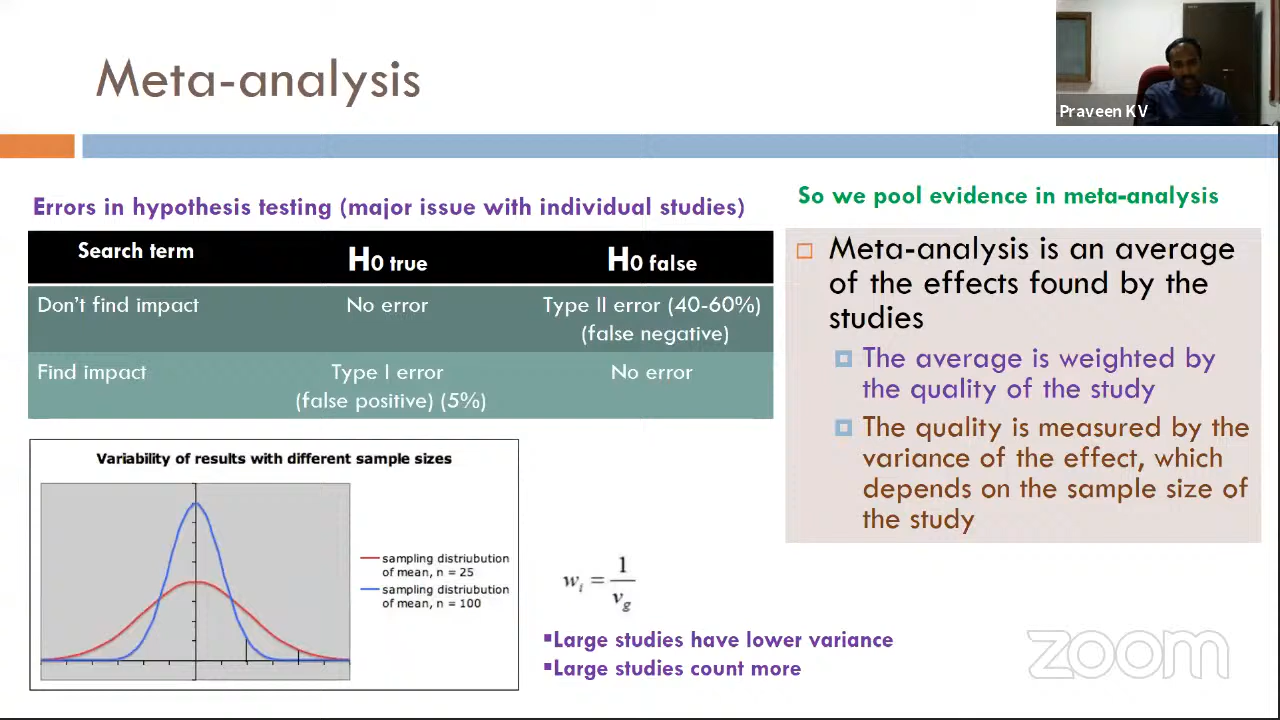 Meta-analysis
Praveen KV
Errors in hypothesis testing (major issue with individual studies)
Search term H0 true H0 false
Don't find impact No error Type II error (40-60%)
(false negative)
Find impact Type I error No error
(false positive) (5%)
Variability of results with different sample sizes
sampling distriubution
of mean, n = 25
sampling distriubution
of mean, n = 100
wi = 1
vg
▪Large studies have lower variance
▪Large studies count more
So we pool evidence in meta-analysis
Meta-analysis is an average
of the effects found by the
studies
The average is weighted by
the quality of the study
The quality is measured by the
variance of the effect, which
depends on the sample size of
the study
zoom